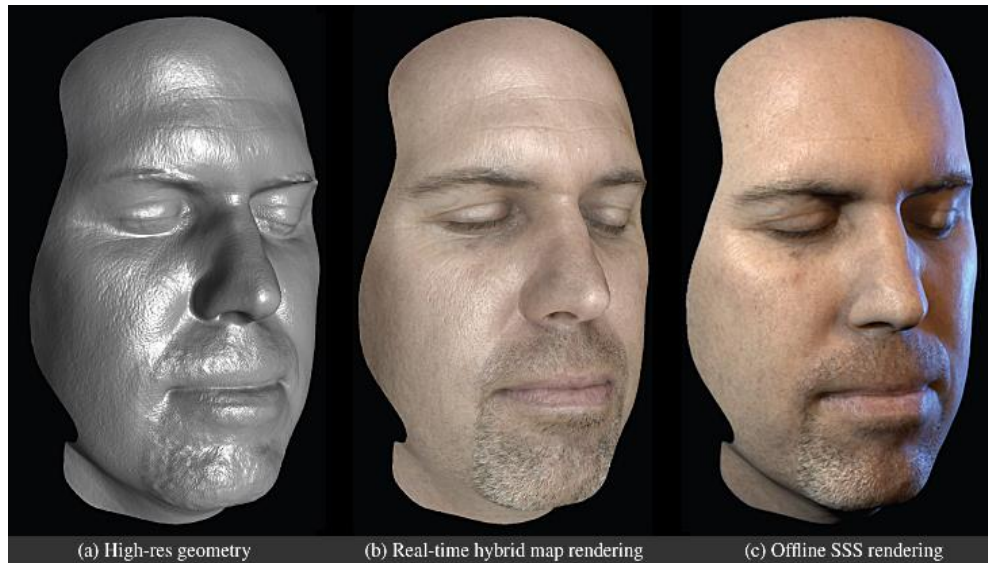 (a) High-res geometry
(b) Real-time hybrid map rendering
(c) Offline SSS rendering